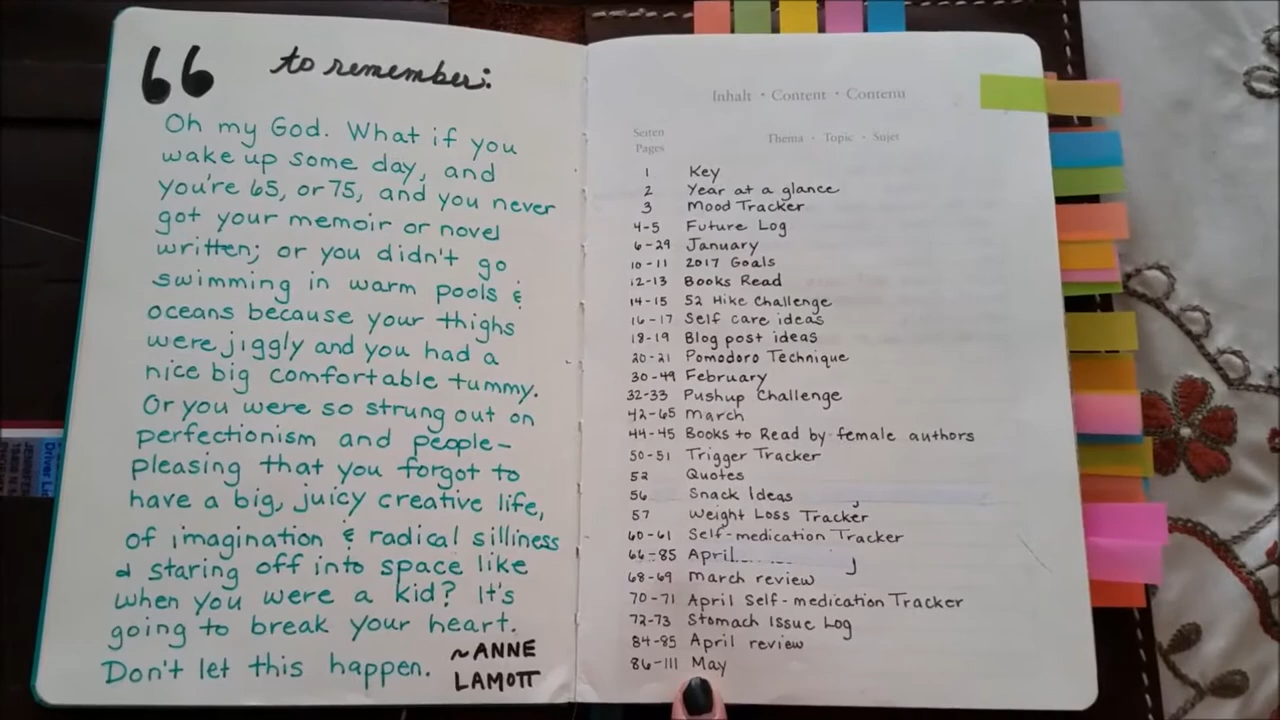 66 to remember:
Oh my God. What if you
wake up some day, and
you're 65, or 75, and you never
got your memoir or novel
written; or you didn't go
swimming in warm pools &
oceans because your thighs
were jiggly and you had a
nice big comfortable tummy.
Or you were so strung out on
perfectionism and people-
pleasing that you forgot to
have a big, juicy creative life,
of imagination & radical silliness
& staring off into space like
when you were a kid? It's
going to break your heart.
Don't let this happen.
~ANNE
LAMOTT
Inhalt · Content · Contenu
Seiten
Pages
Thema · Topic · Sujet
1 Key
2 Year at a glance
3 Mood Tracker
4-5 Future Log
6-29 January
10-11 2017 Goals
12-13 Books Read
14-15 52 Hike Challenge
16-17 Self care ideas
18-19 Blog post ideas
20-21 Pomodoro Technique
30-49 February
32-33 Pushup Challenge
42-65 March
44-45 Books to Read by female authors
50-51 Trigger Tracker
52 Quotes
56 Snack Ideas
57 Weight Loss Tracker
60-61 Self-medication Tracker
66-85 April
68-69 March review
70-71 April Self-medication Tracker
72-73 Stomach Issue Log
84-85 April review
86-111 May